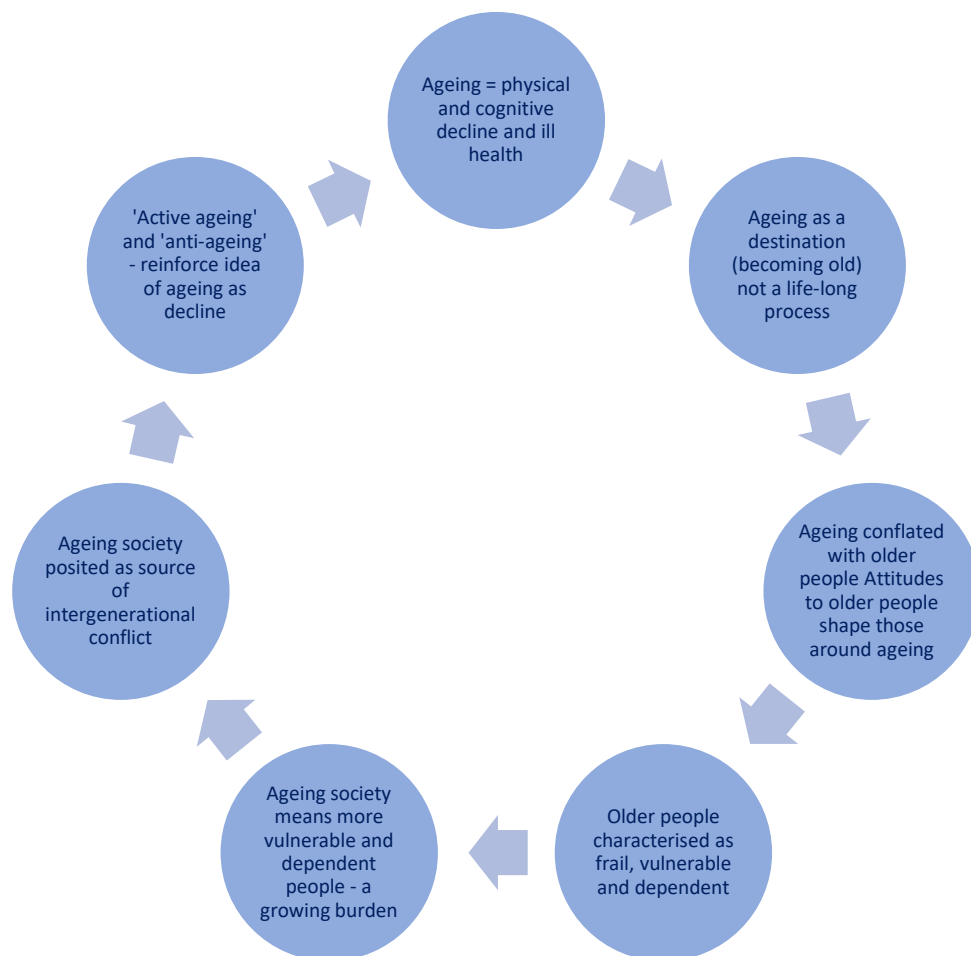 Ageing = physical
and cognitive
decline and ill
health
Ageing as a
destination
(becoming old)
not a life-long
process
Ageing conflated
with older
people Attitudes
to older people
shape those
around ageing
Older people
characterised as
frail, vulnerable
and dependent
Ageing society
means more
vulnerable and
dependent
people - a
growing burden
Ageing society
posited as source
of
intergenerational
conflict
'Active ageing'
and 'anti-ageing'
- reinforce idea
of ageing as
decline